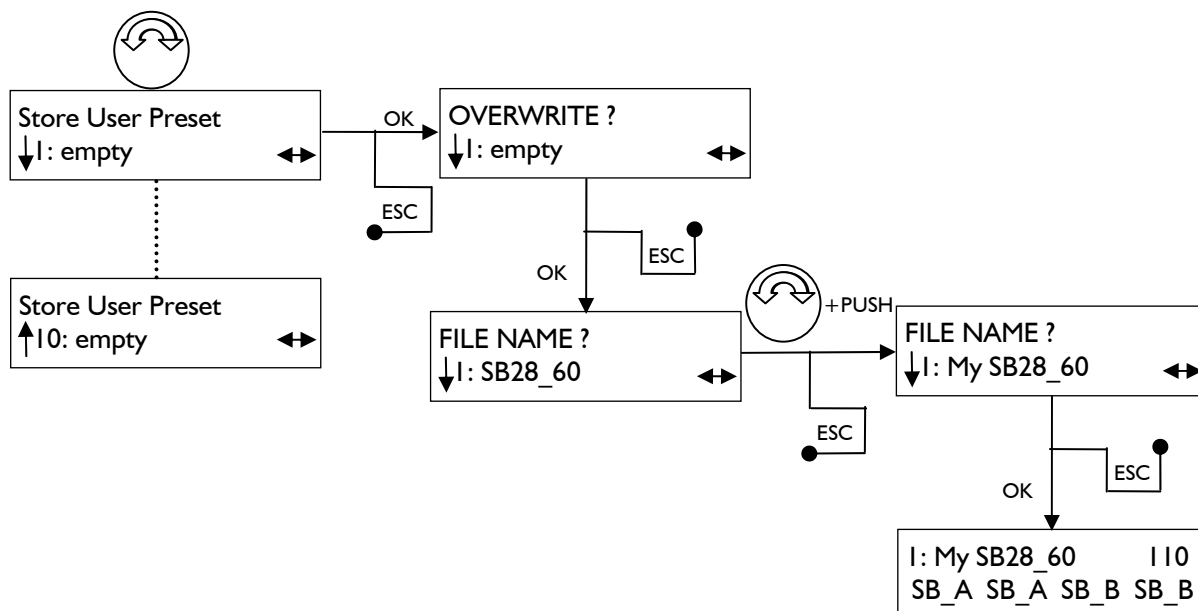 Store User Preset
↓1: empty ◄►
OK
ESC
OVERWRITE ?
↓1: empty ◄►
ESC
OK
Store User Preset
↑10: empty ◄►
FILE NAME ?
↓1: SB28_60 ◄►
+PUSH
ESC
FILE NAME ?
↓1: My SB28_60 ◄►
ESC
OK
1: My SB28_60 110
SB_A SB_A SB_B SB_B